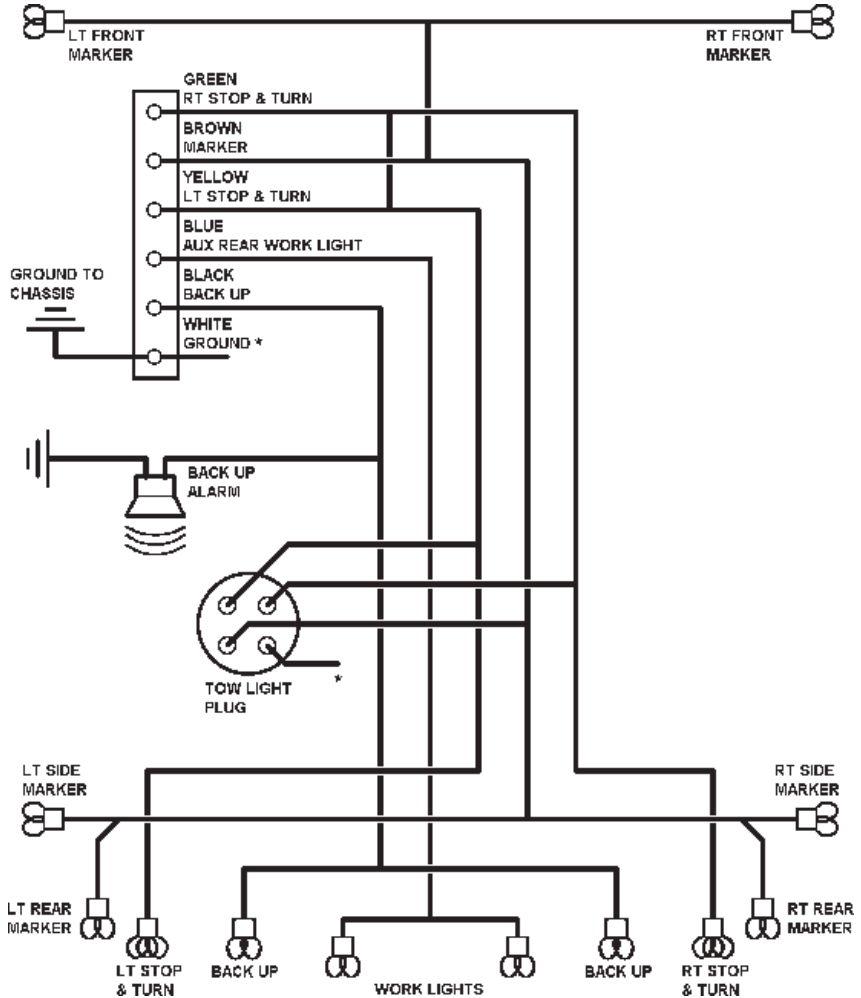 LT FRONT
MARKER
RT FRONT
MARKER
GREEN
RT STOP & TURN
BROWN
MARKER
YELLOW
LT STOP & TURN
BLUE
AUX REAR WORK LIGHT
GROUND TO
CHASSIS
BLACK
BACK UP
WHITE
GROUND *
BACK UP
ALARM
*
TOW LIGHT
PLUG
LT SIDE
MARKER
RT SIDE
MARKER
LT REAR
MARKER
RT REAR
MARKER
LT STOP
& TURN
BACK UP
WORK LIGHTS
BACK UP
RT STOP
& TURN